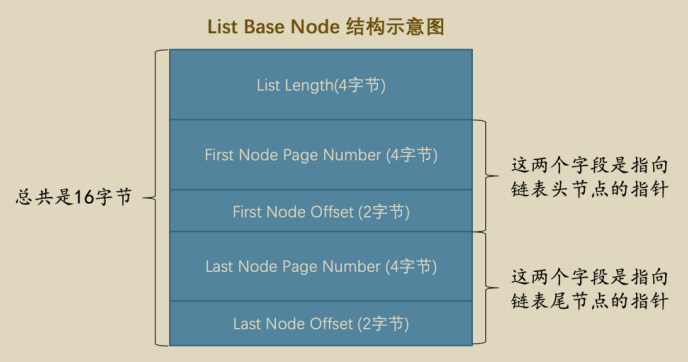 List Base Node 结构示意图
List Length(4字节)
First Node Page Number (4字节)
First Node Offset (2字节)
Last Node Page Number (4字节)
Last Node Offset (2字节)
总共是16字节
这两个字段是指向
链表头节点的指针
这两个字段是指向
链表尾节点的指针